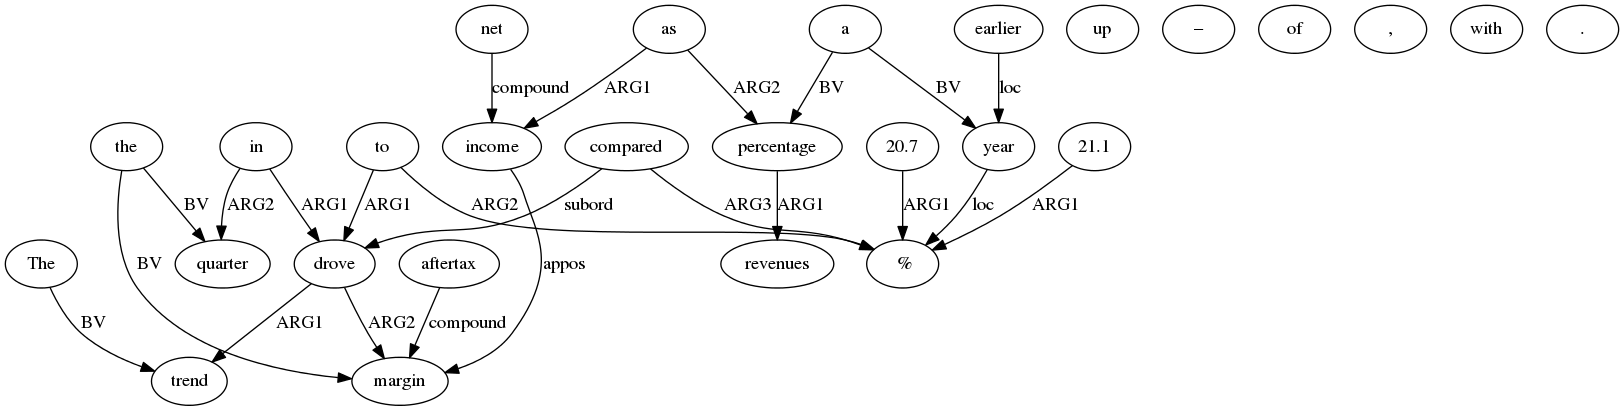 net as a earlier up – of , with .
compound ARG1 ARG2 BV BV loc
the in to income compared percentage 20.7 year 21.1
BV ARG2 ARG1 ARG1 ARG2 subord ARG3 ARG1 ARG1 loc ARG1
The quarter drove aftertax revenues %
BV BV ARG1 ARG2 compound appos
trend margin